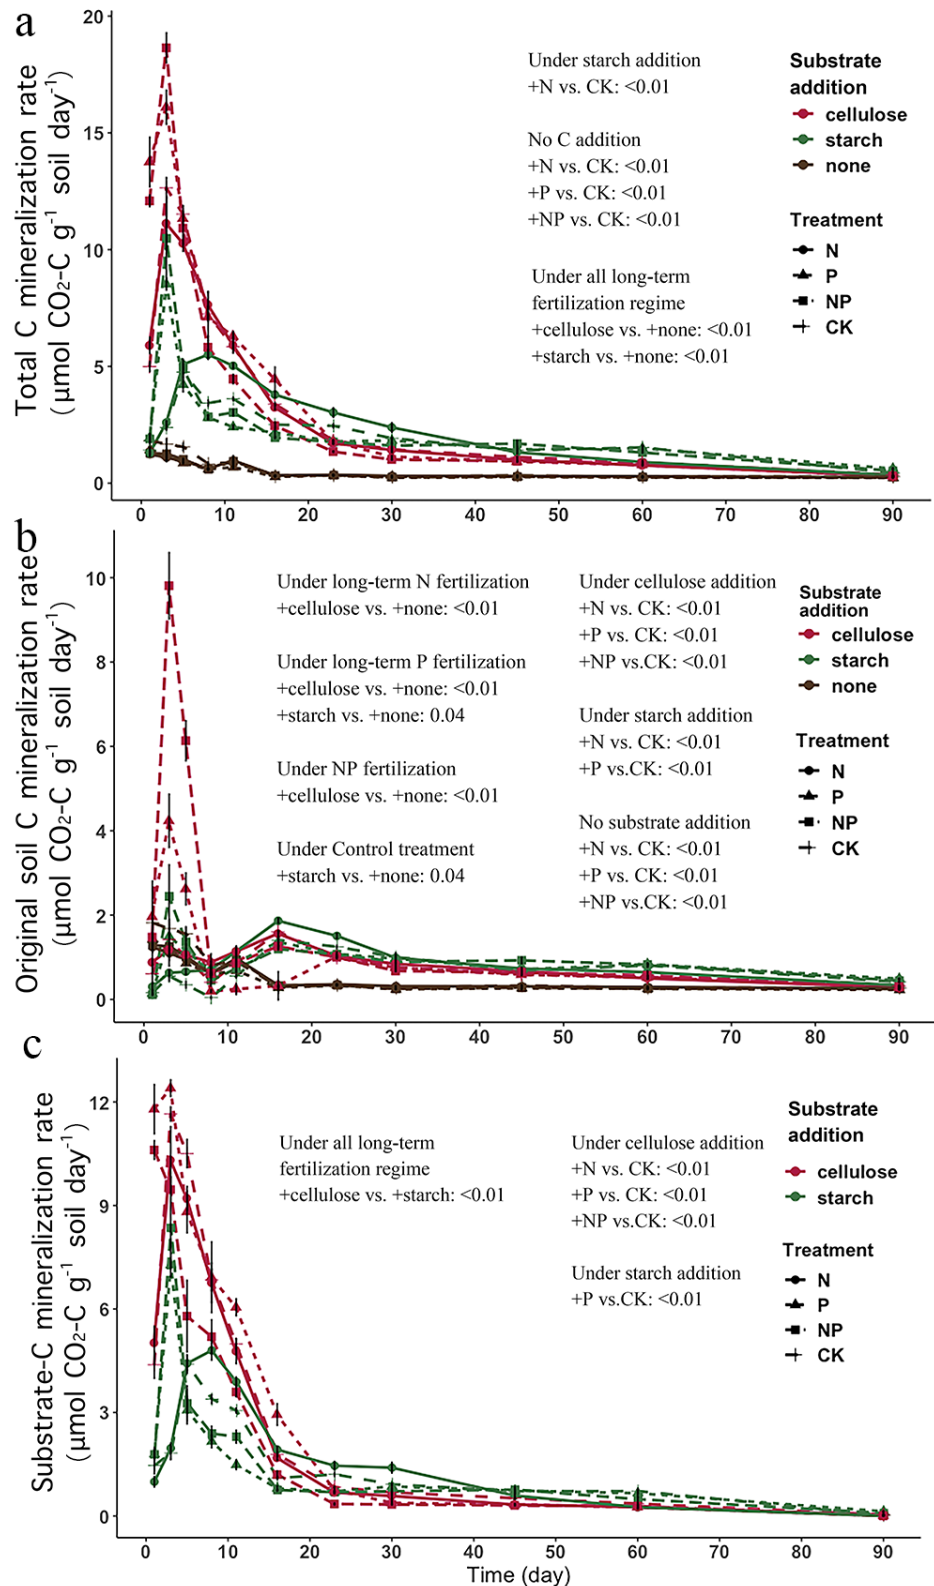 a
Total C mineralization rate
(μmol CO₂-C g⁻¹ soil day⁻¹)
20
15
10
5
0
Under starch addition
+N vs. CK: <0.01
No C addition
+N vs. CK: <0.01
+P vs. CK: <0.01
+NP vs. CK: <0.01
Under all long-term
fertilization regime
+cellulose vs. +none: <0.01
+starch vs. +none: <0.01
Substrate
addition
cellulose
starch
none
Treatment
N
P
NP
CK
0 10 20 30 40 50 60 70 80 90
b
Original soil C mineralization rate
(μmol CO₂-C g⁻¹ soil day⁻¹)
10
8
6
4
2
0
Under long-term N fertilization
+cellulose vs. +none: <0.01
Under long-term P fertilization
+cellulose vs. +none: <0.01
+starch vs. +none: 0.04
Under NP fertilization
+cellulose vs. +none: <0.01
Under Control treatment
+starch vs. +none: 0.04
Under cellulose addition
+N vs. CK: <0.01
+P vs. CK: <0.01
+NP vs.CK: <0.01
Under starch addition
+N vs. CK: <0.01
+P vs.CK: <0.01
No substrate addition
+N vs. CK: <0.01
+P vs. CK: <0.01
+NP vs.CK: <0.01
Substrate
addition
cellulose
starch
none
Treatment
N
P
NP
CK
0 10 20 30 40 50 60 70 80 90
c
Substrate-C mineralization rate
(μmol CO₂-C g⁻¹ soil day⁻¹)
12
9
6
3
0
Under all long-term
fertilization regime
+cellulose vs. +starch: <0.01
Under cellulose addition
+N vs. CK: <0.01
+P vs. CK: <0.01
+NP vs.CK: <0.01
Under starch addition
+P vs.CK: <0.01
Substrate
addition
cellulose
starch
Treatment
N
P
NP
CK
0 10 20 30 40 50 60 70 80 90
Time (day)